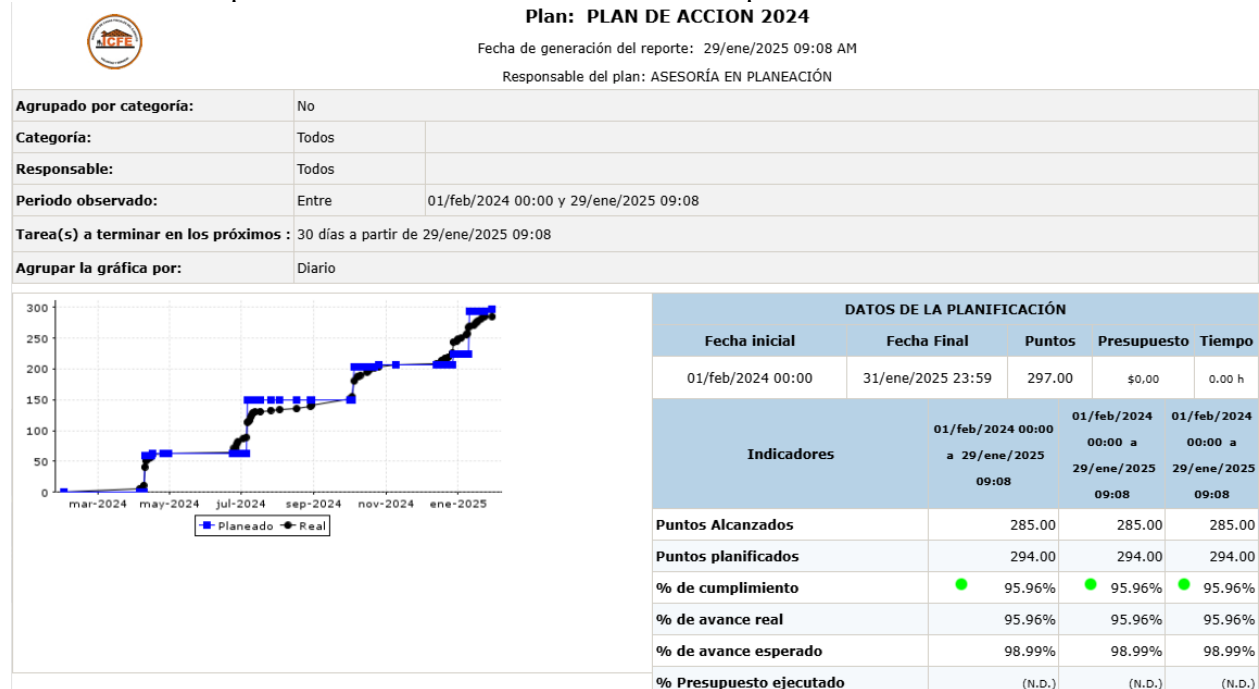 Plan: PLAN DE ACCION 2024
ICFE
Fecha de generación del reporte: 29/ene/2025 09:08 AM
Responsable del plan: ASESORÍA EN PLANEACIÓN
Agrupado por categoría: No
Categoría: Todos
Responsable: Todos
Periodo observado: Entre 01/feb/2024 00:00 y 29/ene/2025 09:08
Tarea(s) a terminar en los próximos : 30 días a partir de 29/ene/2025 09:08
Agrupar la gráfica por: Diario
300
250
200
150
100
50
0
mar-2024 may-2024 jul-2024 sep-2024 nov-2024 ene-2025
Planeado Real
DATOS DE LA PLANIFICACIÓN
Fecha inicial Fecha Final Puntos Presupuesto Tiempo
01/feb/2024 00:00 31/ene/2025 23:59 297.00 $0,00 0.00 h
Indicadores
01/feb/2024 00:00
a 29/ene/2025
09:08
01/feb/2024
00:00 a
29/ene/2025
09:08
01/feb/2024
00:00 a
29/ene/2025
09:08
Puntos Alcanzados 285.00 285.00 285.00
Puntos planificados 294.00 294.00 294.00
% de cumplimiento 95.96% 95.96% 95.96%
% de avance real 95.96% 95.96% 95.96%
% de avance esperado 98.99% 98.99% 98.99%
% Presupuesto ejecutado (N.D.) (N.D.) (N.D.)